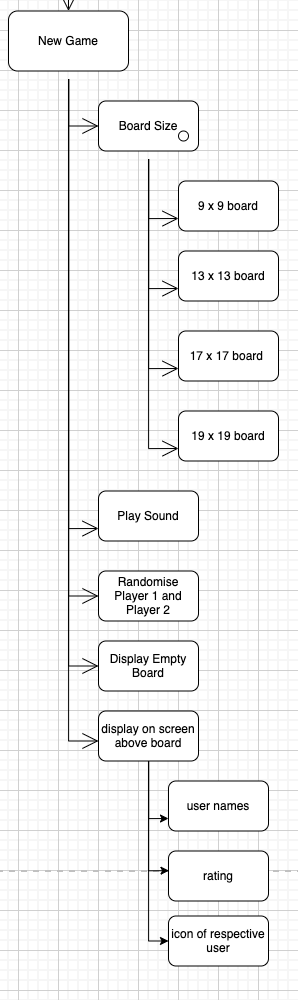 New Game
Board Size
9 x 9 board
13 x 13 board
17 x 17 board
19 x 19 board
Play Sound
Randomise
Player 1 and
Player 2
Display Empty
Board
display on screen
above board
user names
rating
icon of respective
user